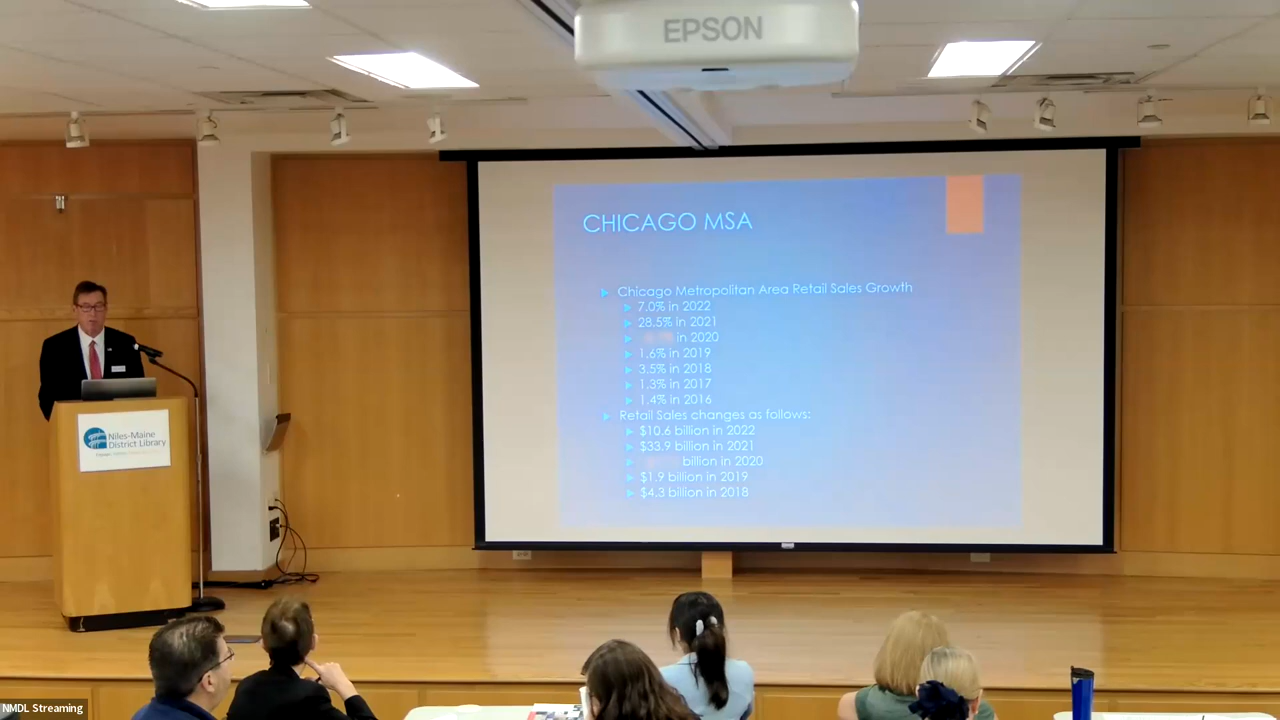 EPSON
CHICAGO MSA
Chicago Metropolitan Area Retail Sales Growth
7.0% in 2022
28.5% in 2021
in 2020
1.6% in 2019
3.5% in 2018
1.3% in 2017
1.4% in 2016
Retail Sales changes as follows:
$10.6 billion in 2022
$33.9 billion in 2021
billion in 2020
$1.9 billion in 2019
$4.3 billion in 2018
Niles-Maine
District Library
NMDL Streaming